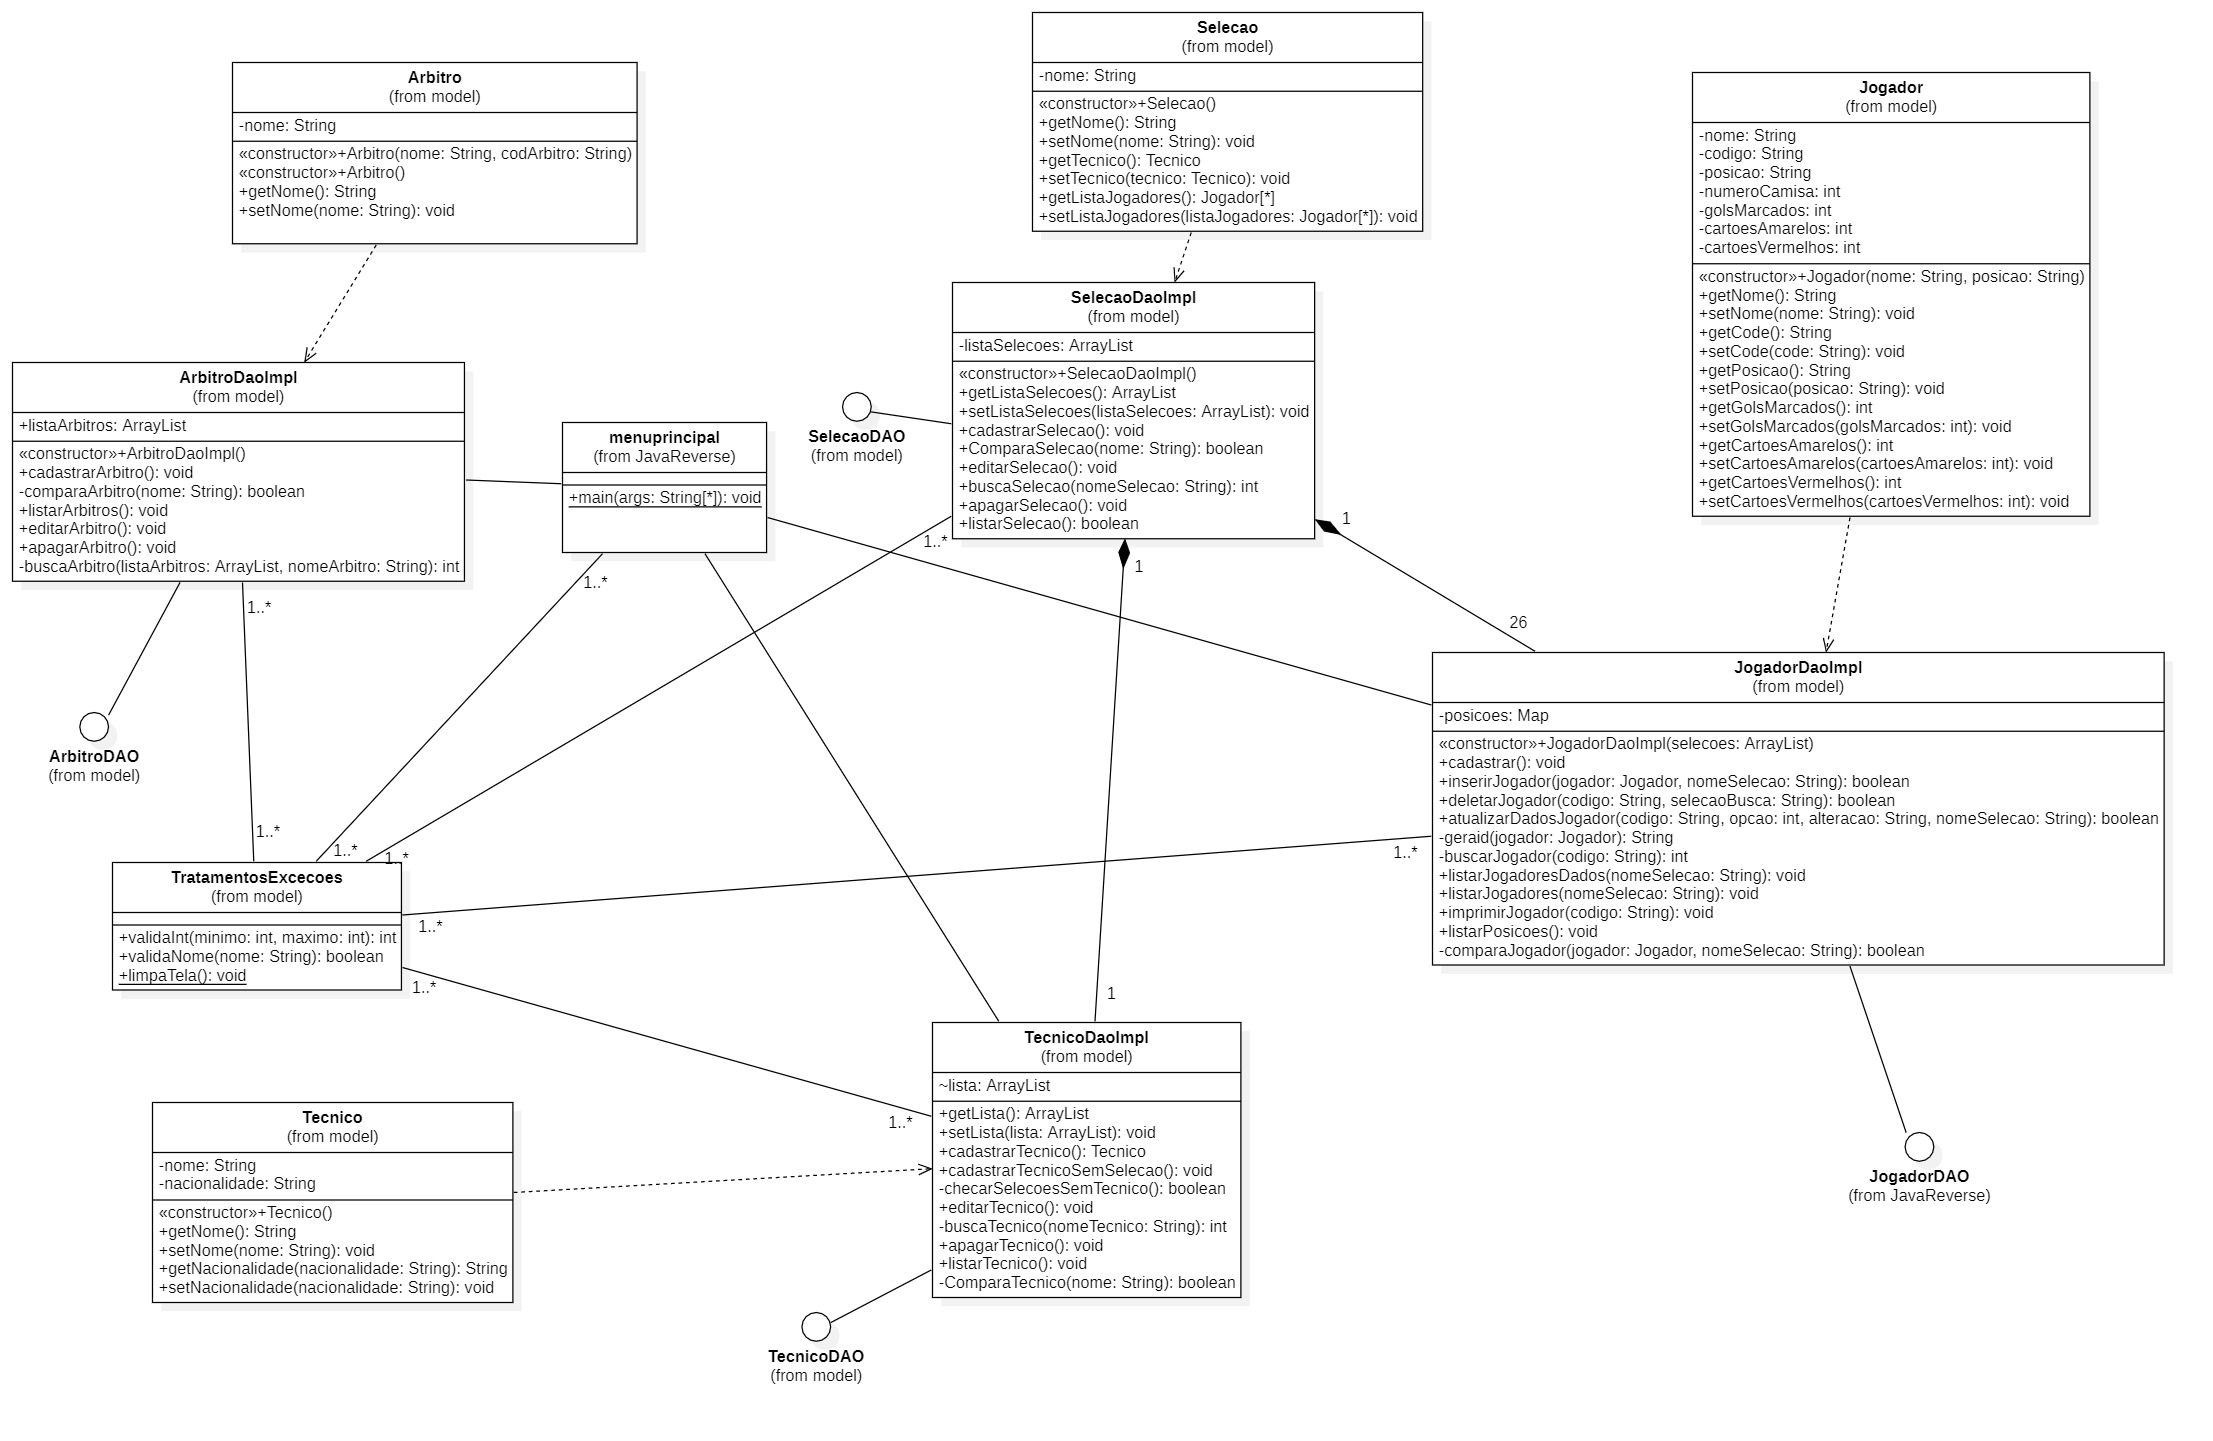 Selecao
(from model)
-nome: String
«constructor»+Selecao()
+getNome(): String
+setNome(nome: String): void
+getTecnico(): Tecnico
+setTecnico(tecnico: Tecnico): void
+getListaJogadores(): Jogador[*]
+setListaJogadores(listaJogadores: Jogador[*]): void
Arbitro
(from model)
-nome: String
«constructor»+Arbitro(nome: String, codArbitro: String)
«constructor»+Arbitro()
+getNome(): String
+setNome(nome: String): void
Jogador
(from model)
-nome: String
-codigo: String
-posicao: String
-numeroCamisa: int
-golsMarcados: int
-cartoesAmarelos: int
-cartoesVermelhos: int
«constructor»+Jogador(nome: String, posicao: String)
+getNome(): String
+setNome(nome: String): void
+getCode(): String
+setCode(code: String): void
+getPosicao(): String
+setPosicao(posicao: String): void
+getGolsMarcados(): int
+setGolsMarcados(golsMarcados: int): void
+getCartoesAmarelos(): int
+setCartoesAmarelos(cartoesAmarelos: int): void
+getCartoesVermelhos(): int
+setCartoesVermelhos(cartoesVermelhos: int): void
SelecaoDaoImpl
(from model)
-listaSelecoes: ArrayList
«constructor»+SelecaoDaoImpl()
+getListaSelecoes(): ArrayList
+setListaSelecoes(listaSelecoes: ArrayList): void
+cadastrarSelecao(): void
+ComparaSelecao(nome: String): boolean
+editarSelecao(): void
+buscaSelecao(nomeSelecao: String): int
+apagarSelecao(): void
+listarSelecao(): boolean
ArbitroDaoImpl
(from model)
+listaArbitros: ArrayList
«constructor»+ArbitroDaoImpl()
+cadastrarArbitro(): void
-comparaArbitro(nome: String): boolean
+listarArbitros(): void
+editarArbitro(): void
+apagarArbitro(): void
-buscaArbitro(listaArbitros: ArrayList, nomeArbitro: String): int
SelecaoDAO
(from model)
menuprincipal
(from JavaReverse)
+main(args: String[*]): void
1
1..*
1
1..*
1..*
26
JogadorDaoImpl
(from model)
-posicoes: Map
«constructor»+JogadorDaoImpl(selecoes: ArrayList)
+cadastrar(): void
+inserirJogador(jogador: Jogador, nomeSelecao: String): boolean
+deletarJogador(codigo: String, selecaoBusca: String): boolean
+atualizarDadosJogador(codigo: String, opcao: int, alteracao: String, nomeSelecao: String): boolean
-geraid(jogador: Jogador): String
-buscarJogador(codigo: String): int
+listarJogadoresDados(nomeSelecao: String): void
+listarJogadores(nomeSelecao: String): void
+imprimirJogador(codigo: String): void
+listarPosicoes(): void
-comparaJogador(jogador: Jogador, nomeSelecao: String): boolean
ArbitroDAO
(from model)
1..*
1..*
1..*
1..*
TratamentosExcecoes
(from model)
+validaInt(minimo: int, maximo: int): int
+validaNome(nome: String): boolean
+limpaTela(): void
1..*
1..*
1
TecnicoDaoImpl
(from model)
~lista: ArrayList
+getLista(): ArrayList
+setLista(lista: ArrayList): void
+cadastrarTecnico(): Tecnico
+cadastrarTecnicoSemSelecao(): void
-checarSelecoesSemTecnico(): boolean
+editarTecnico(): void
-buscaTecnico(nomeTecnico: String): int
+apagarTecnico(): void
+listarTecnico(): void
-ComparaTecnico(nome: String): boolean
1..*
Tecnico
(from model)
-nome: String
-nacionalidade: String
«constructor»+Tecnico()
+getNome(): String
+setNome(nome: String): void
+getNacionalidade(nacionalidade: String): String
+setNacionalidade(nacionalidade: String): void
JogadorDAO
(from JavaReverse)
TecnicoDAO
(from model)